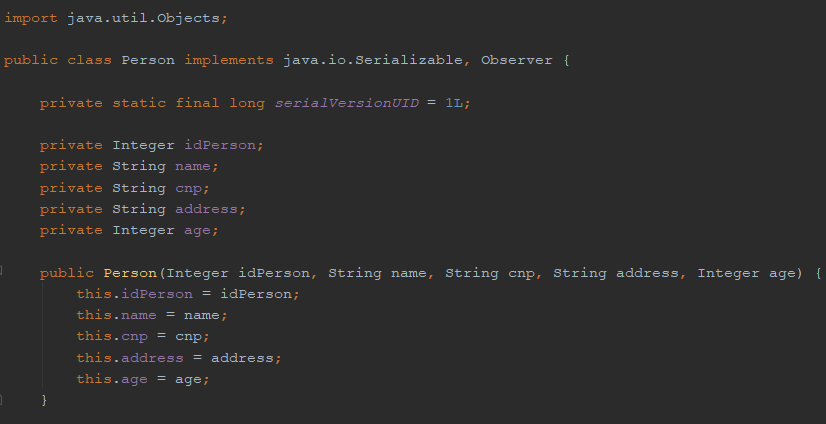 import java.util.Objects;
public class Person implements java.io.Serializable, Observer {
private static final long serialVersionUID = 1L;
private Integer idPerson;
private String name;
private String cnp;
private String address;
private Integer age;
public Person(Integer idPerson, String name, String cnp, String address, Integer age) {
this.idPerson = idPerson;
this.name = name;
this.cnp = cnp;
this.address = address;
this.age = age;
}